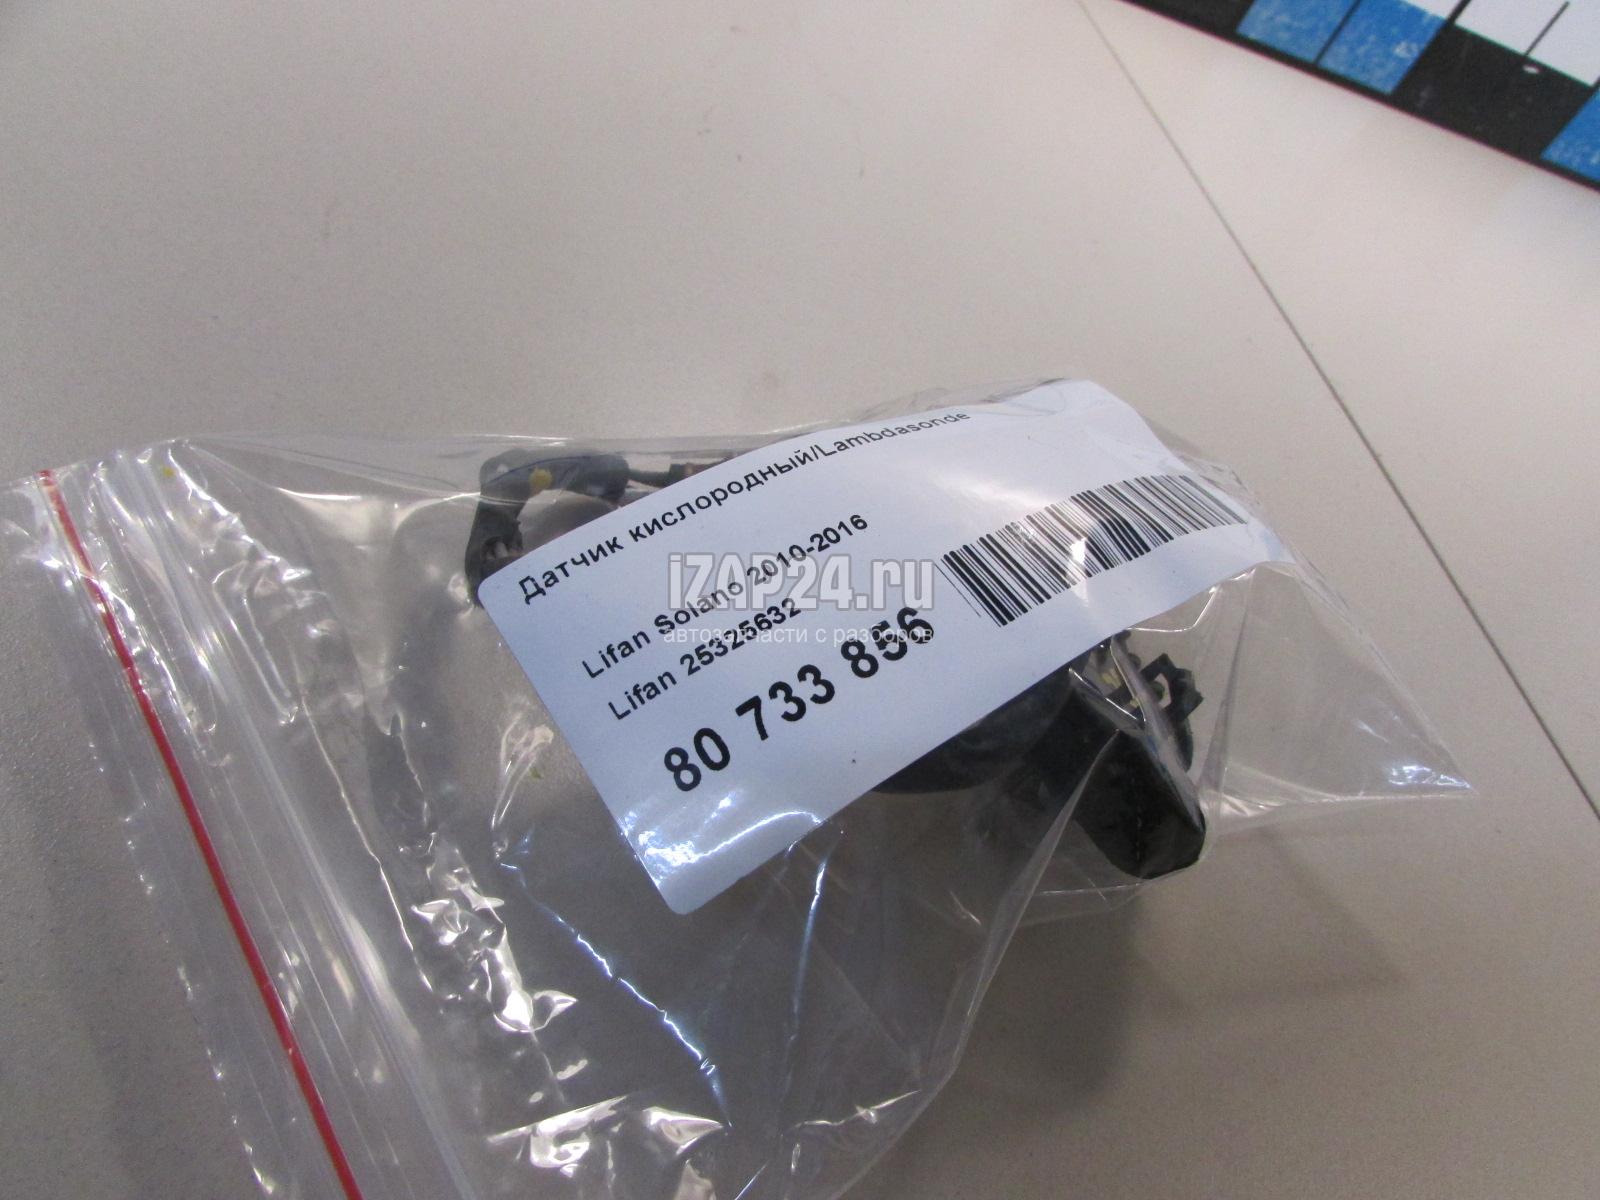 Датчик кислородный/Lambdasonde
Lifan Solano 2010-2016
Lifan 25325632
80 733 856
iZAP24.ru
автозапчасти с разборов